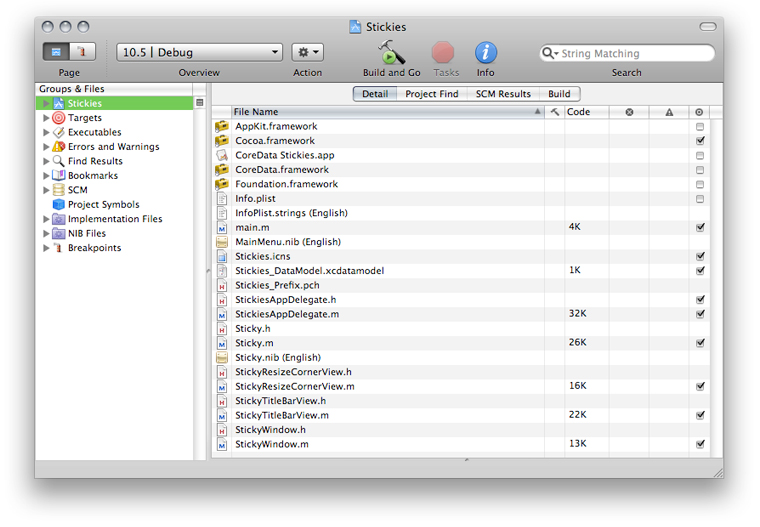 Stickies
10.5 | Debug
String Matching
Page
Overview
Action
Build and Go
Tasks
Info
Search
Groups & Files
Detail
Project Find
SCM Results
Build
Stickies
Targets
Executables
Errors and Warnings
Find Results
Bookmarks
SCM
Project Symbols
Implementation Files
NIB Files
Breakpoints
File Name Code
AppKit.framework
Cocoa.framework
CoreData Stickies.app
CoreData.framework
Foundation.framework
Info.plist
InfoPlist.strings (English)
main.m 4K
MainMenu.nib (English)
Stickies.icns
Stickies_DataModel.xcdatamodel 1K
Stickies_Prefix.pch
StickiesAppDelegate.h
StickiesAppDelegate.m 32K
Sticky.h
Sticky.m 26K
Sticky.nib (English)
StickyResizeCornerView.h
StickyResizeCornerView.m 16K
StickyTitleBarView.h
StickyTitleBarView.m 22K
StickyWindow.h
StickyWindow.m 13K